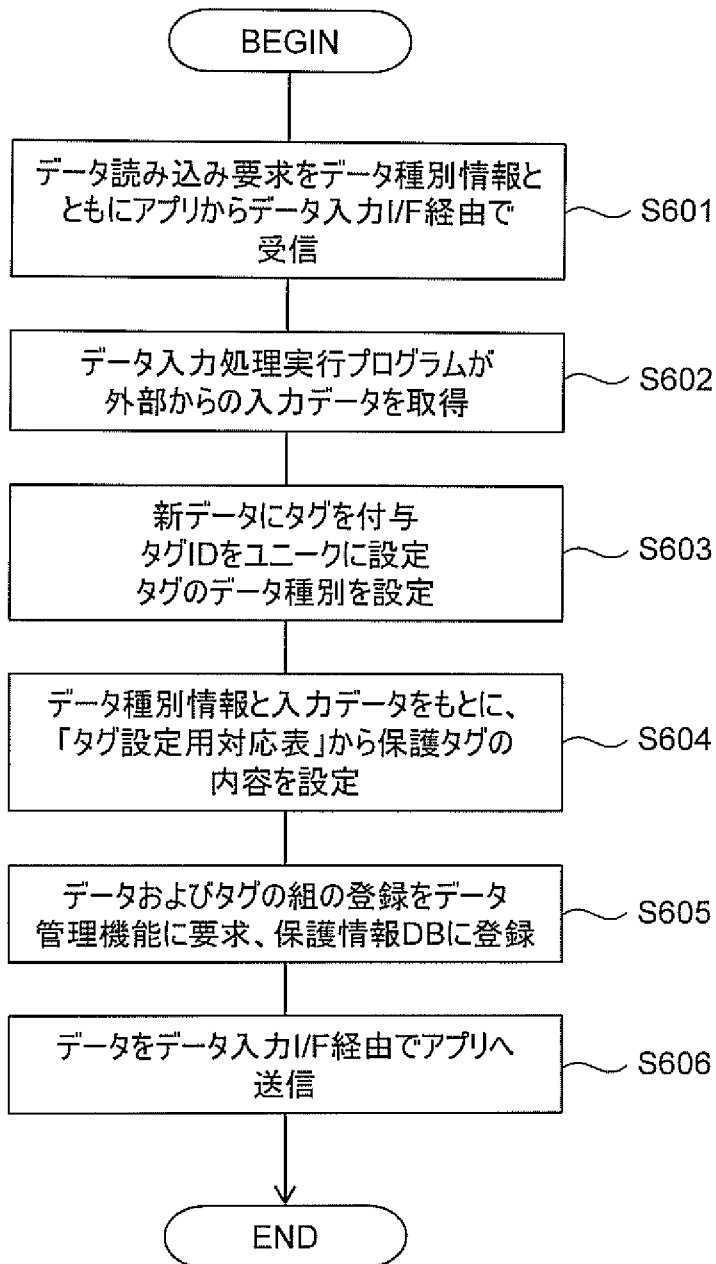 BEGIN
データ読み込み要求をデータ種別情報と
ともにアプリからデータ入力I/F経由で
受信
S601
データ入力処理実行プログラムが
外部からの入力データを取得
S602
新データにタグを付与
タグIDをユニークに設定
タグのデータ種別を設定
S603
データ種別情報と入力データをもとに、
「タグ設定用対応表」から保護タグの
内容を設定
S604
データおよびタグの組の登録をデータ
管理機能に要求、保護情報DBに登録
S605
データをデータ入力I/F経由でアプリへ
送信
S606
END